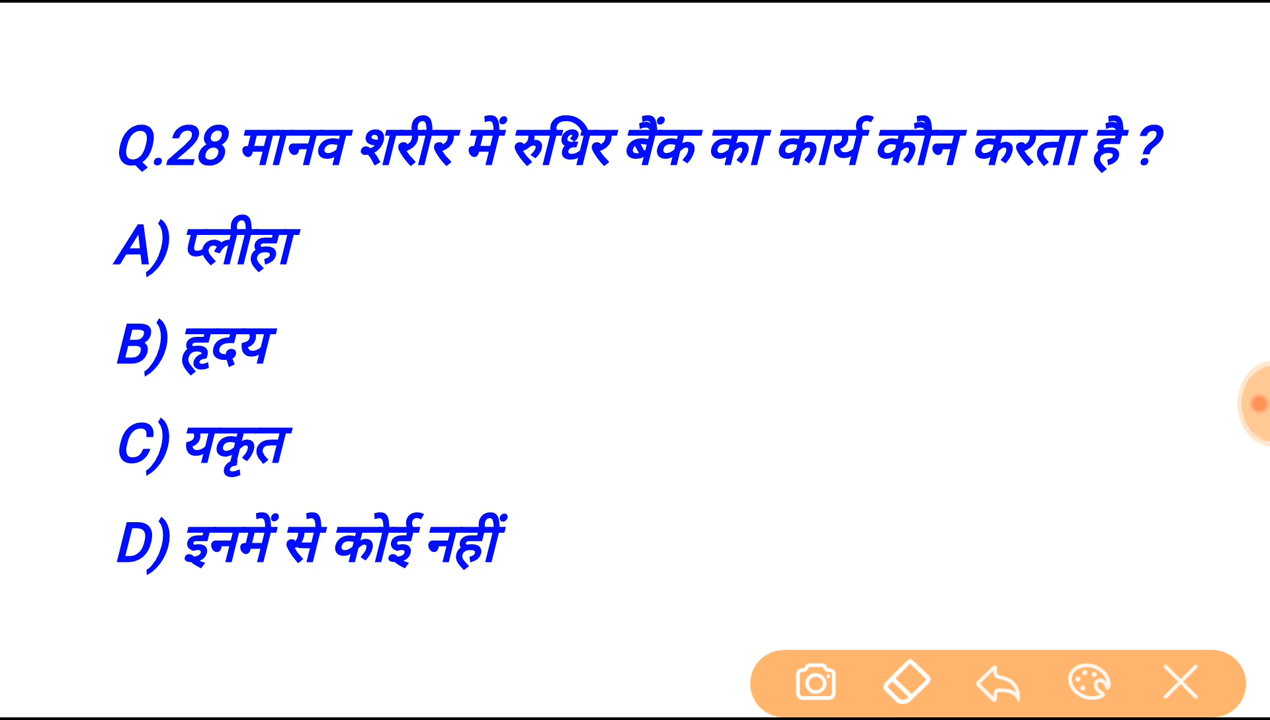 Q.28 मानव शरीर में रुधिर बैंक का कार्य कौन करता है ?
A) प्लीहा
B) हृदय
C) यकृत
D) इनमें से कोई नहीं